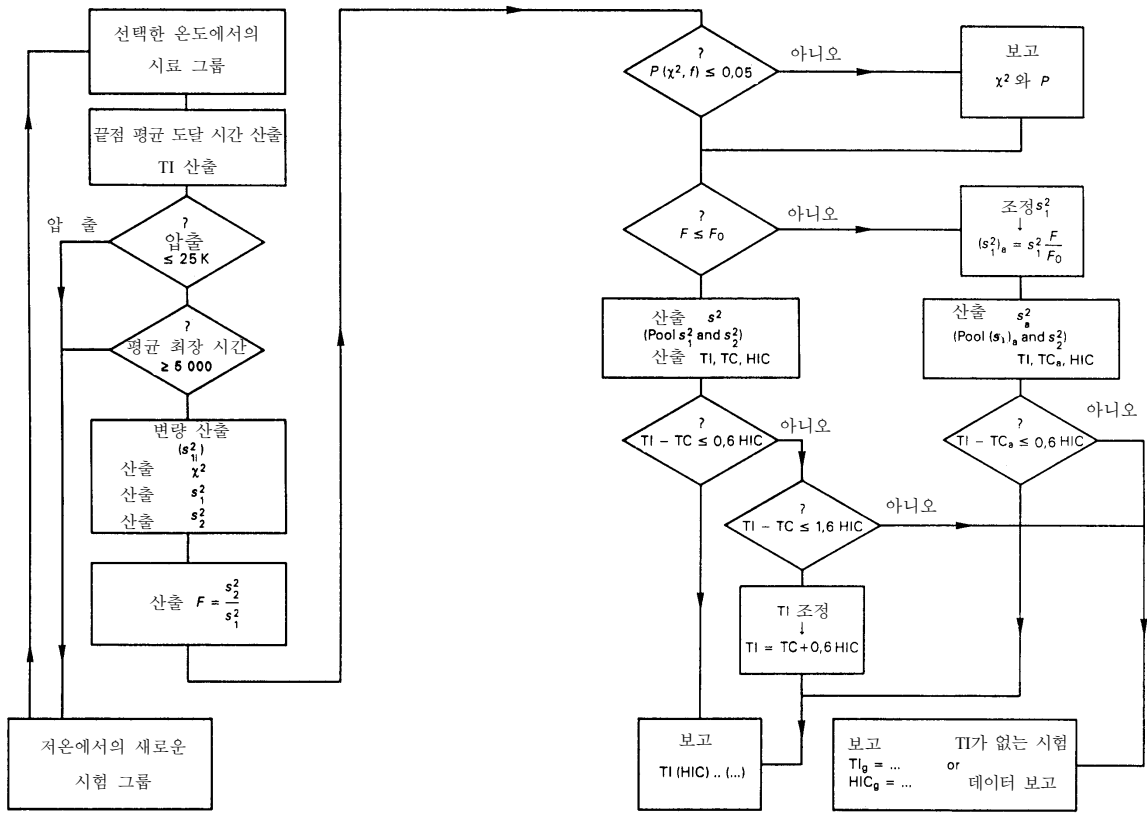 선택한 온도에서의
시료 그룹
끝점 평균 도달 시간 산출
TI 산출
압 출
?
압출
≤ 25 K
?
평균 최장 시간
≥ 5 000
변량 산출
(s²₁ᵢ)
산출 χ²
산출 s²₁
산출 s²₂
산출 F = s²₂ / s²₁
저온에서의 새로운
시험 그룹
?
P (χ², f) ≤ 0,05
아니오
보고
χ² 와 P
?
F ≤ F₀
아니오
조정 s²₁
↓
(s²₁)ₐ = s²₁ F / F₀
산출 s²
(Pool s²₁ and s²₂)
산출 TI, TC, HIC
산출 s²ₐ
(Pool (s₁)ₐ and s²₂)
TI, TCₐ, HIC
?
TI − TC ≤ 0,6 HIC
아니오
?
TI − TCₐ ≤ 0,6 HIC
아니오
?
TI − TC ≤ 1,6 HIC
아니오
TI 조정
↓
TI = TC+0,6 HIC
보고
TI (HIC) .. (...)
보고 TI가 없는 시험
TIg = ... or
HICg = ... 데이터 보고